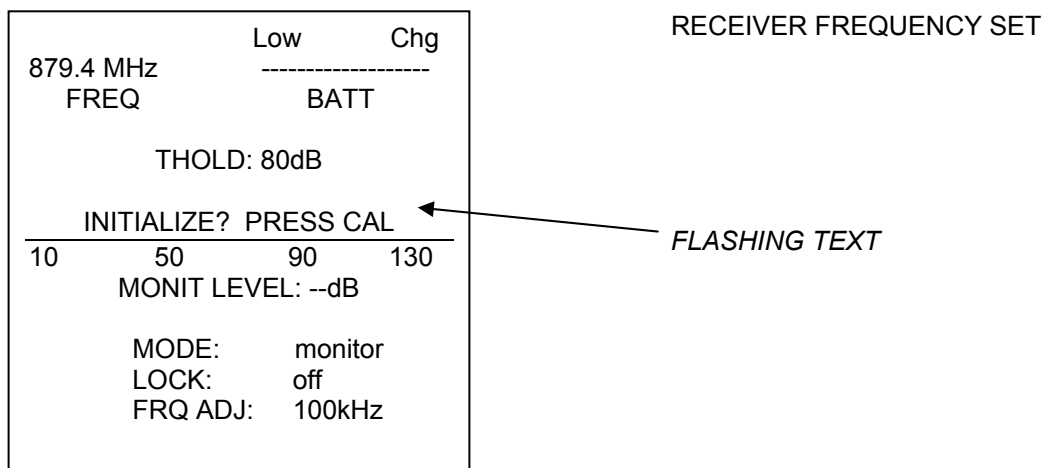 RECEIVER FREQUENCY SET
Low Chg
879.4 MHz -------------------
FREQ BATT
THOLD: 80dB
INITIALIZE? PRESS CAL
FLASHING TEXT
10 50 90 130
MONIT LEVEL: --dB
MODE: monitor
LOCK: off
FRQ ADJ: 100kHz